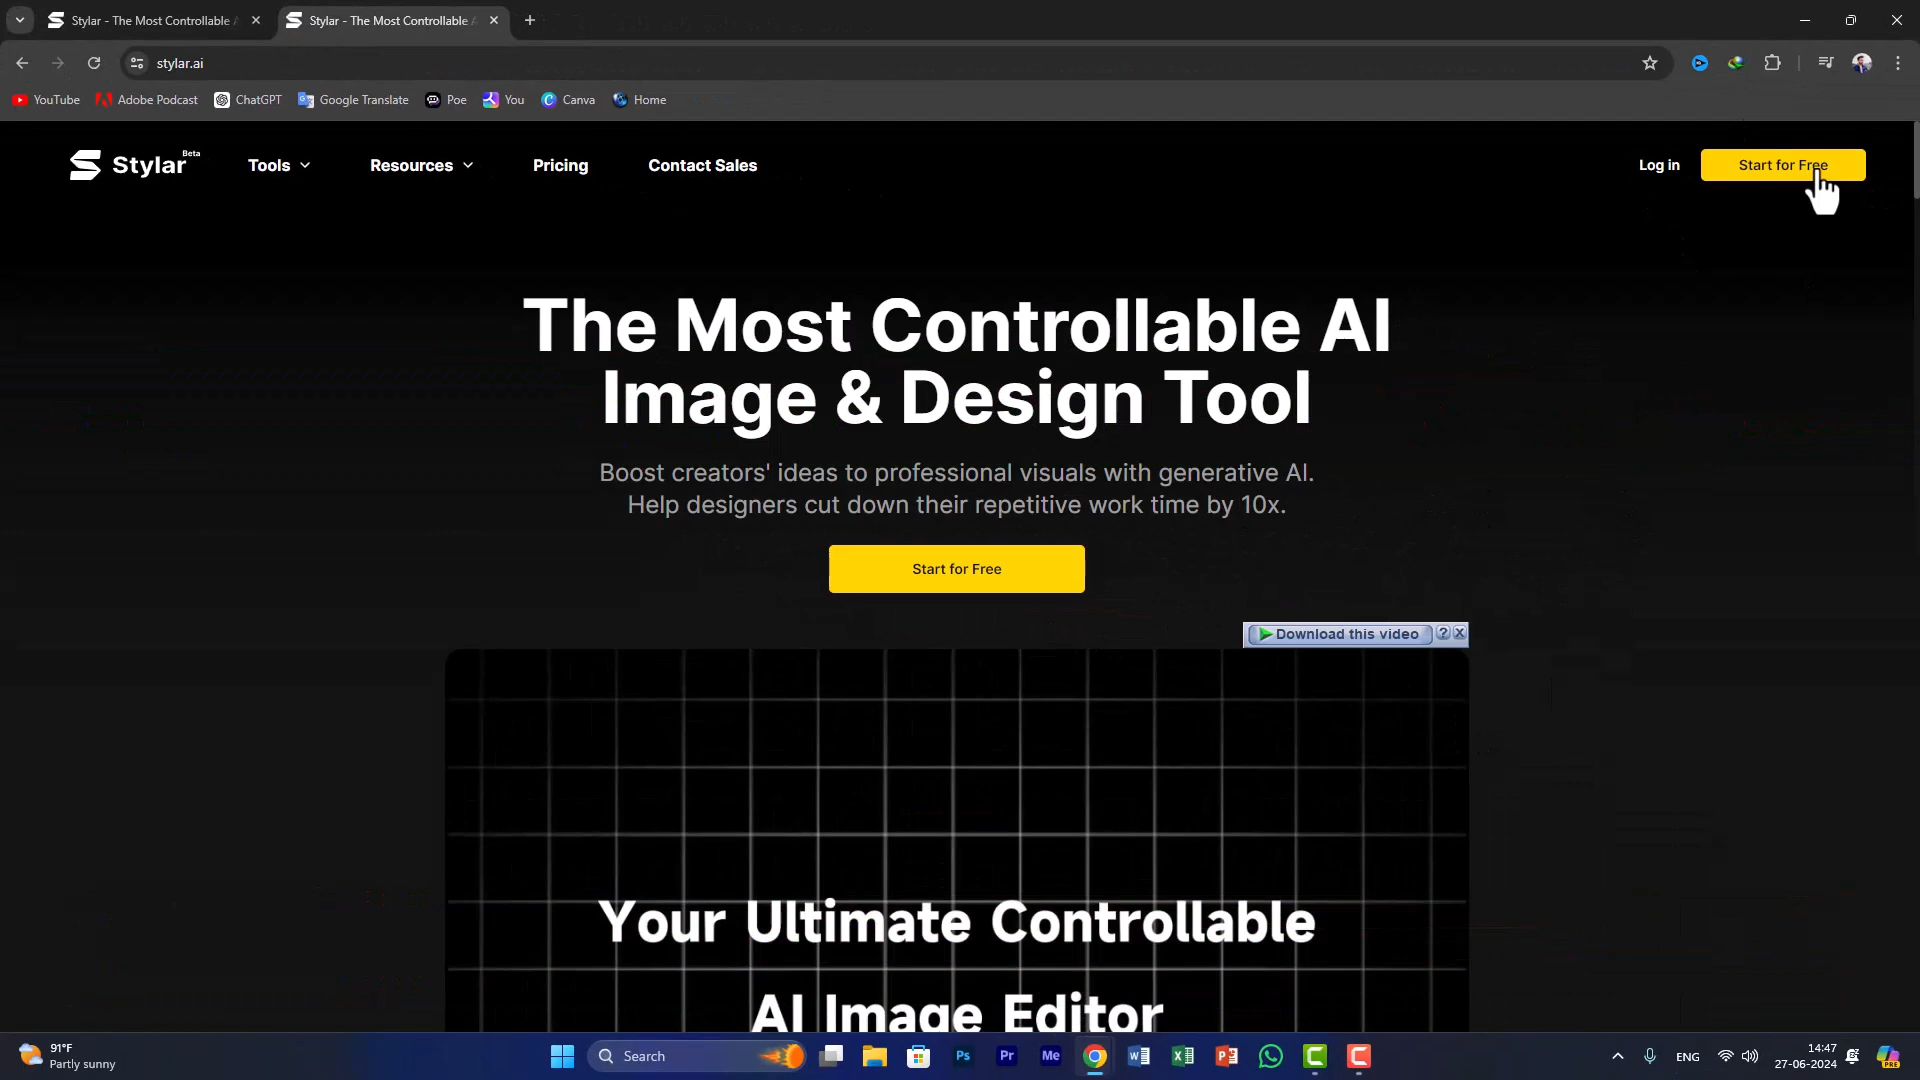 Stylar - The Most Controllable A
Stylar - The Most Controllable A
stylar.ai
YouTube
Adobe Podcast
ChatGPT
Google Translate
Poe
You
Canva
Home
Stylar Beta
Tools
Resources
Pricing
Contact Sales
Log in
Start for Free
The Most Controllable AI
Image & Design Tool
Boost creators' ideas to professional visuals with generative AI.
Help designers cut down their repetitive work time by 10x.
Start for Free
Download this video
Your Ultimate Controllable
AI Image Editor
91°F
Partly sunny
Search
Ps
Pr
Me
ENG
14:47
27-06-2024
PRE